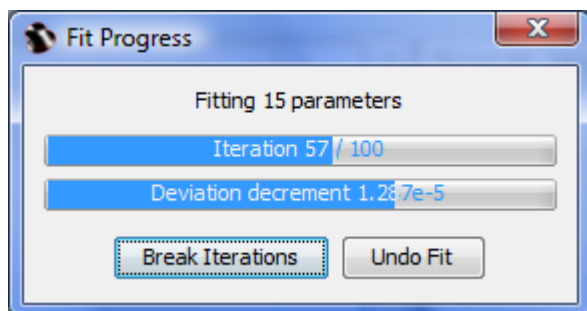 Fit Progress
Fitting 15 parameters
Iteration 57 / 100
Deviation decrement 1.287e-5
Break Iterations Undo Fit